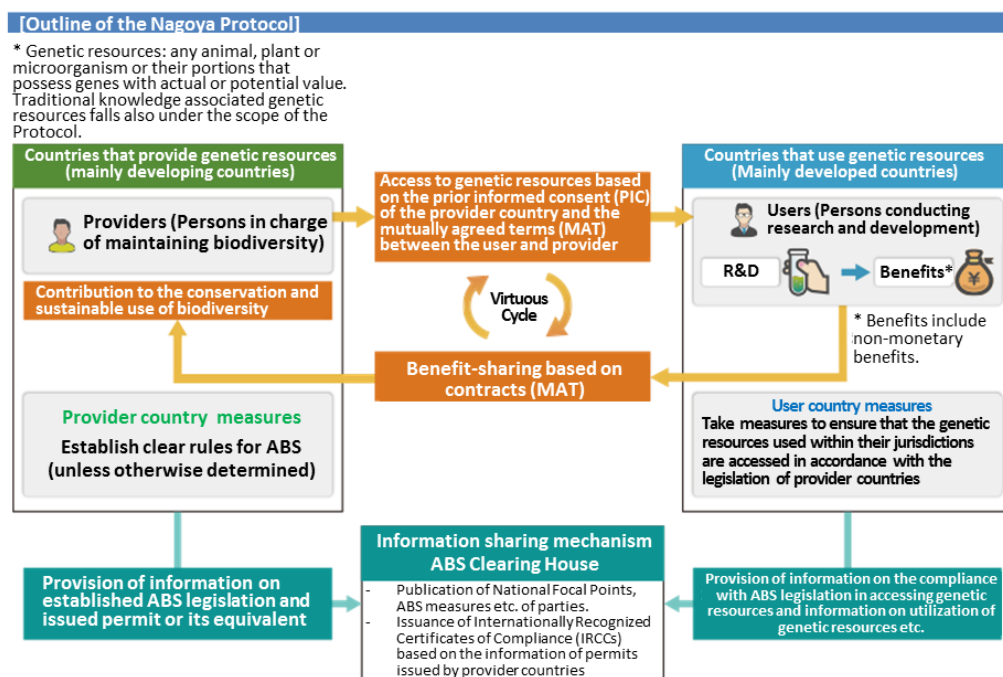 [Outline of the Nagoya Protocol]
* Genetic resources: any animal, plant or
microorganism or their portions that
possess genes with actual or potential value.
Traditional knowledge associated genetic
resources falls also under the scope of the
Protocol.
Countries that provide genetic resources
(mainly developing countries)
Providers (Persons in charge
of maintaining biodiversity)
Contribution to the conservation and
sustainable use of biodiversity
Provider country measures
Establish clear rules for ABS
(unless otherwise determined)
Access to genetic resources based
on the prior informed consent (PIC)
of the provider country and the
mutually agreed terms (MAT)
between the user and provider
Virtuous
Cycle
Benefit-sharing based on
contracts (MAT)
Countries that use genetic resources
(Mainly developed countries)
Users (Persons conducting
research and development)
R&D
Benefits*
¥
* Benefits include
non-monetary
benefits.
User country measures
Take measures to ensure that the genetic
resources used within their jurisdictions
are accessed in accordance with the
legislation of provider countries
Provision of information on
established ABS legislation and
issued permit or its equivalent
Information sharing mechanism
ABS Clearing House
- Publication of National Focal Points,
ABS measures etc. of parties.
- Issuance of Internationally Recognized
Certificates of Compliance (IRCCs)
based on the information of permits
issued by provider countries
Provision of information on the compliance
with ABS legislation in accessing genetic
resources and information on utilization of
genetic resources etc.